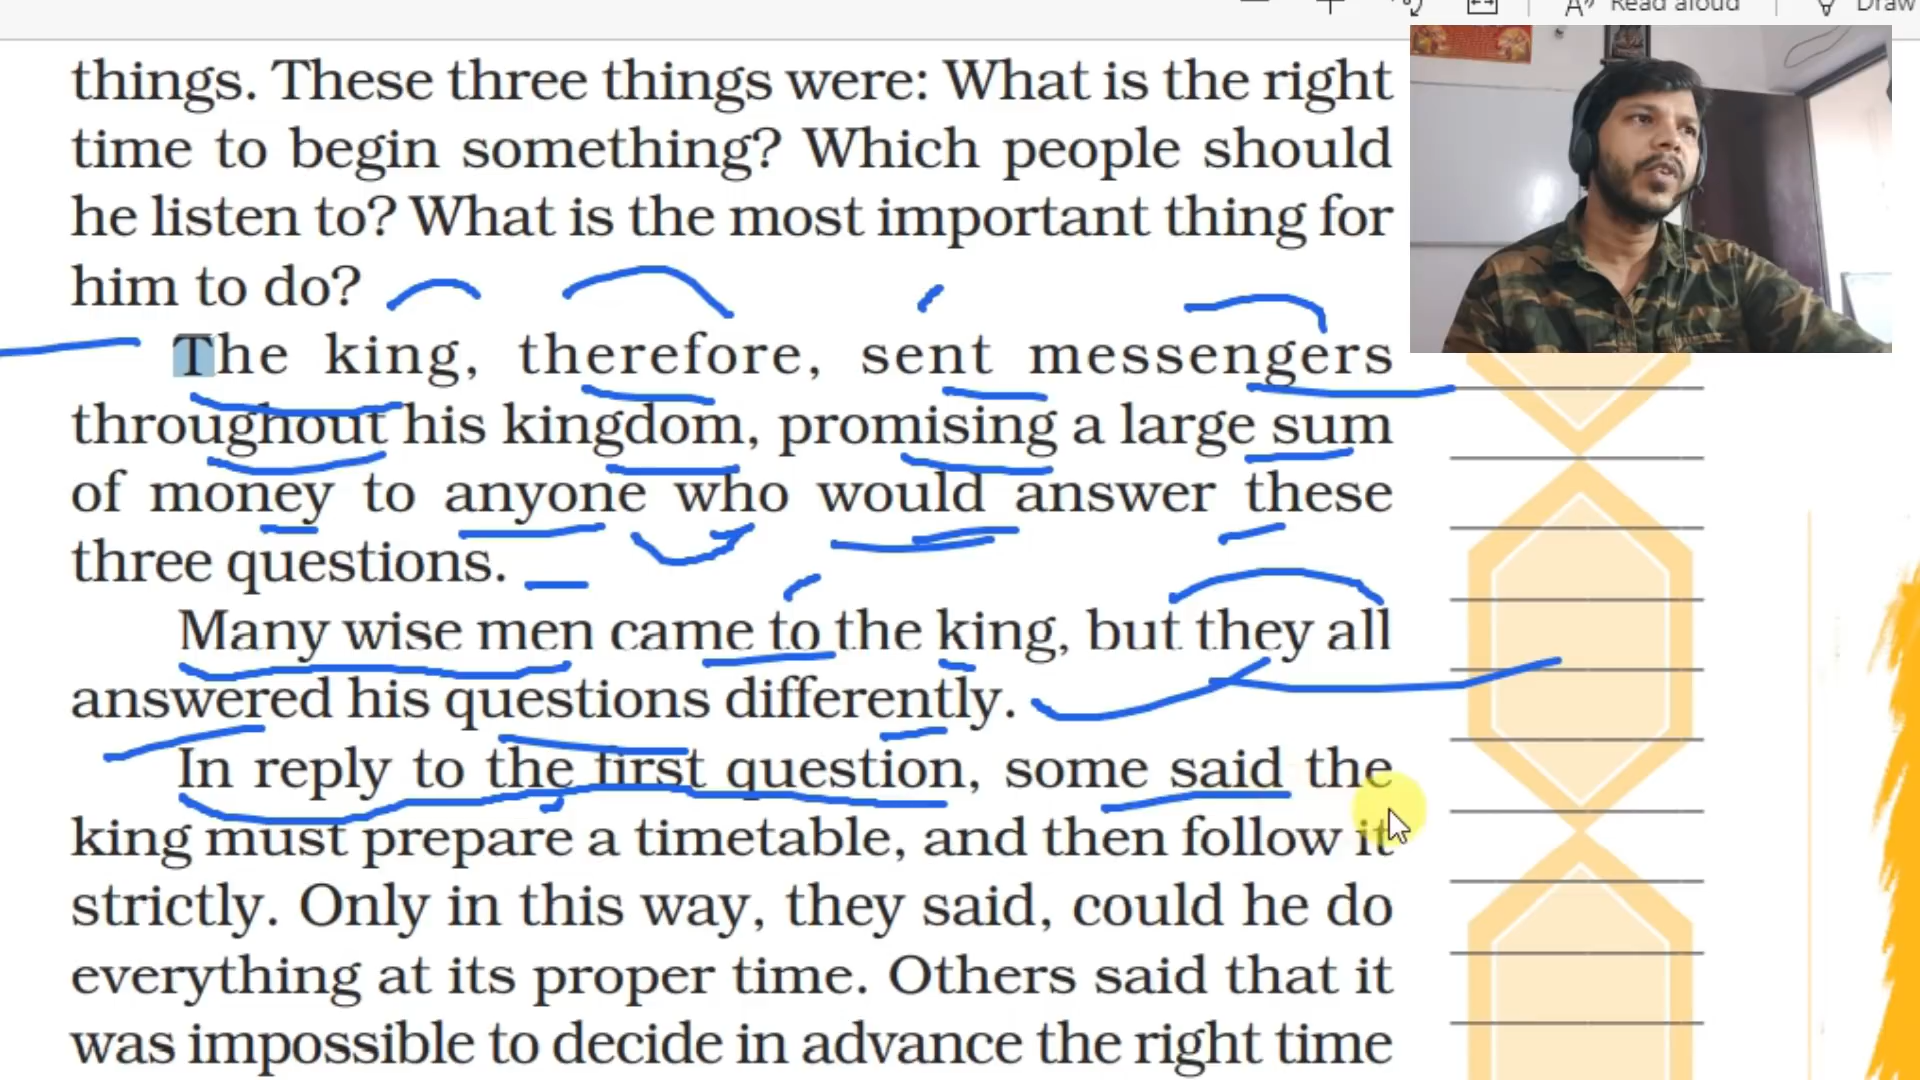 Read aloud
Draw
things. These three things were: What is the right
time to begin something? Which people should
he listen to? What is the most important thing for
him to do?
The king, therefore, sent messengers
throughout his kingdom, promising a large sum
of money to anyone who would answer these
three questions.
Many wise men came to the king, but they all
answered his questions differently.
In reply to the first question, some said the
king must prepare a timetable, and then follow it
strictly. Only in this way, they said, could he do
everything at its proper time. Others said that it
was impossible to decide in advance the right time